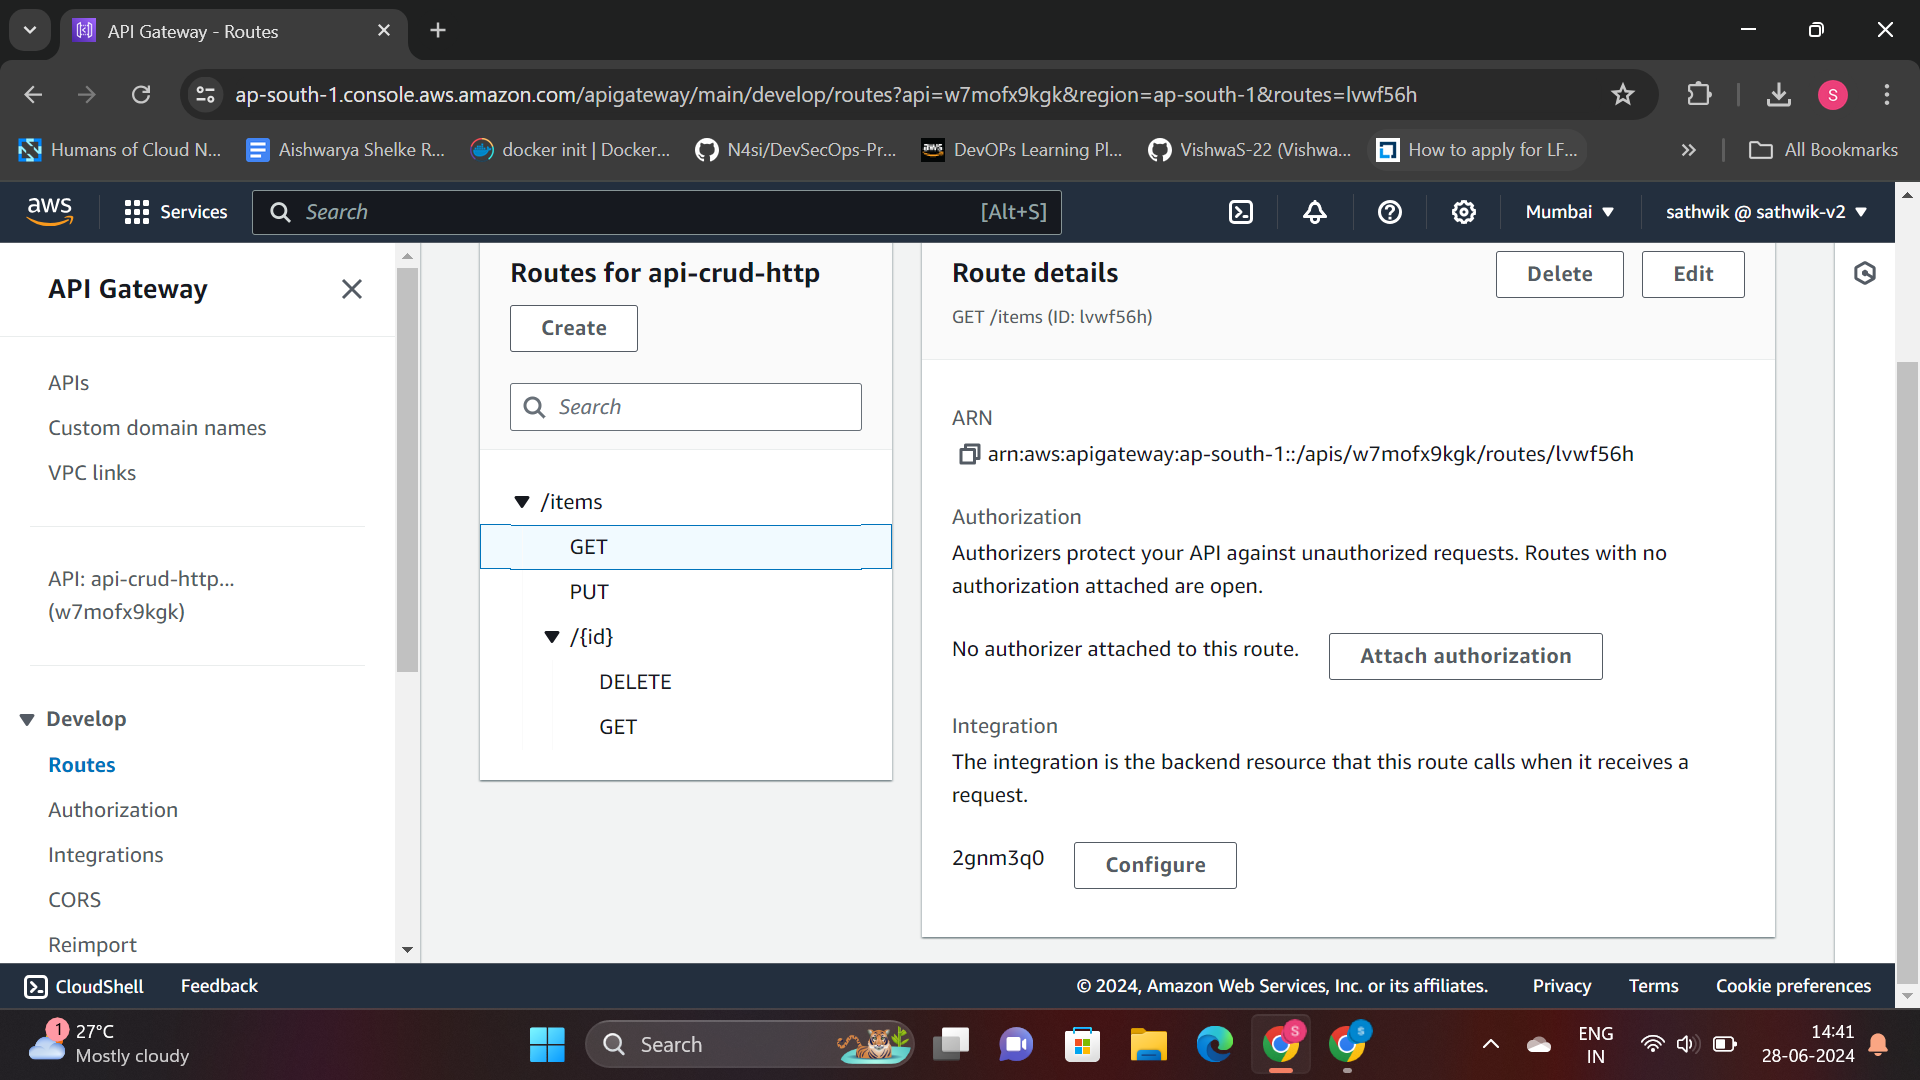 API Gateway - Routes
ap-south-1.console.aws.amazon.com/apigateway/main/develop/routes?api=w7mofx9kgk&region=ap-south-1&routes=lvwf56h
S
Humans of Cloud N...
Aishwarya Shelke R...
docker init | Docker...
N4si/DevSecOps-Pr...
aws
DevOPs Learning Pl...
VishwaS-22 (Vishwa...
How to apply for LF...
All Bookmarks
aws
Services
Search
[Alt+S]
Mumbai
sathwik @ sathwik-v2
API Gateway
APIs
Custom domain names
VPC links
API: api-crud-http...
(w7mofx9kgk)
Develop
Routes
Authorization
Integrations
CORS
Reimport
Routes for api-crud-http
Create
Search
/items
GET
PUT
/{id}
DELETE
GET
Route details
Delete
Edit
GET /items (ID: lvwf56h)
ARN
arn:aws:apigateway:ap-south-1::/apis/w7mofx9kgk/routes/lvwf56h
Authorization
Authorizers protect your API against unauthorized requests. Routes with no
authorization attached are open.
No authorizer attached to this route.
Attach authorization
Integration
The integration is the backend resource that this route calls when it receives a
request.
2gnm3q0
Configure
CloudShell
Feedback
© 2024, Amazon Web Services, Inc. or its affiliates.
Privacy
Terms
Cookie preferences
1
27°C
Mostly cloudy
Search
S
S
ENG
IN
14:41
28-06-2024